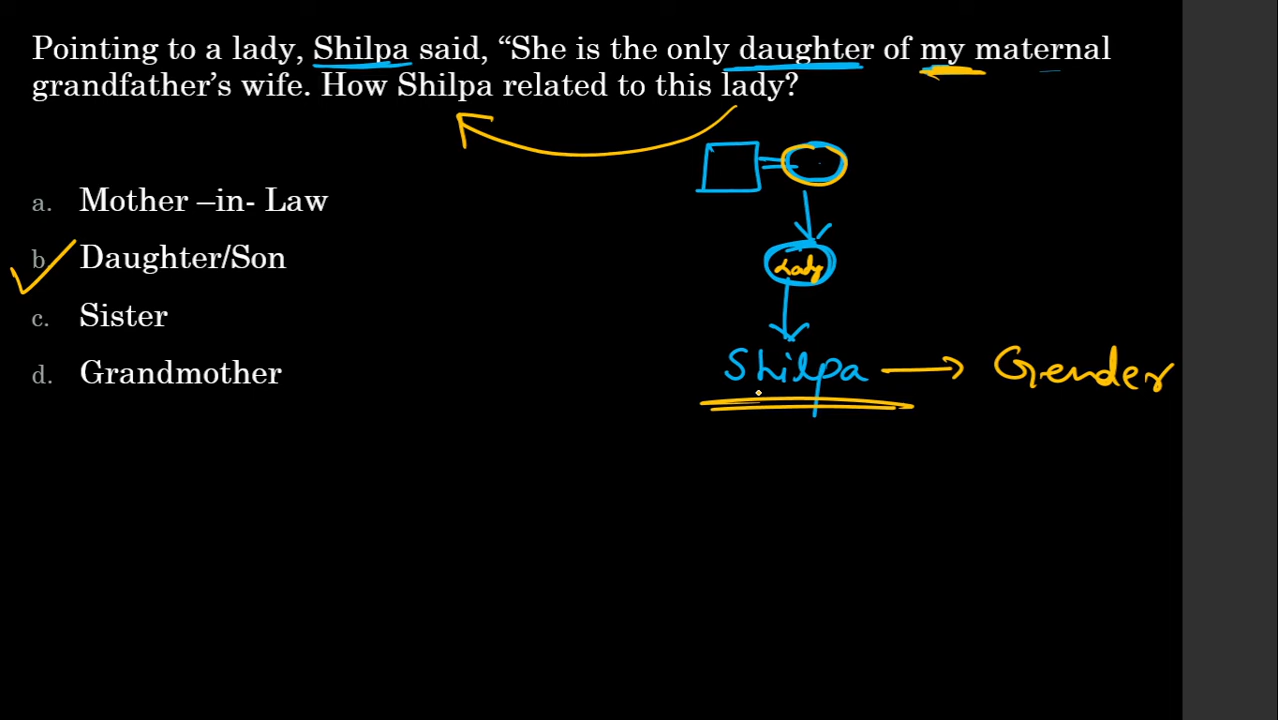 Pointing to a lady, Shilpa said, “She is the only daughter of my maternal
grandfather’s wife. How Shilpa related to this lady?
a. Mother –in- Law
b. Daughter/Son
c. Sister
d. Grandmother
Lady
Shilpa
Gender